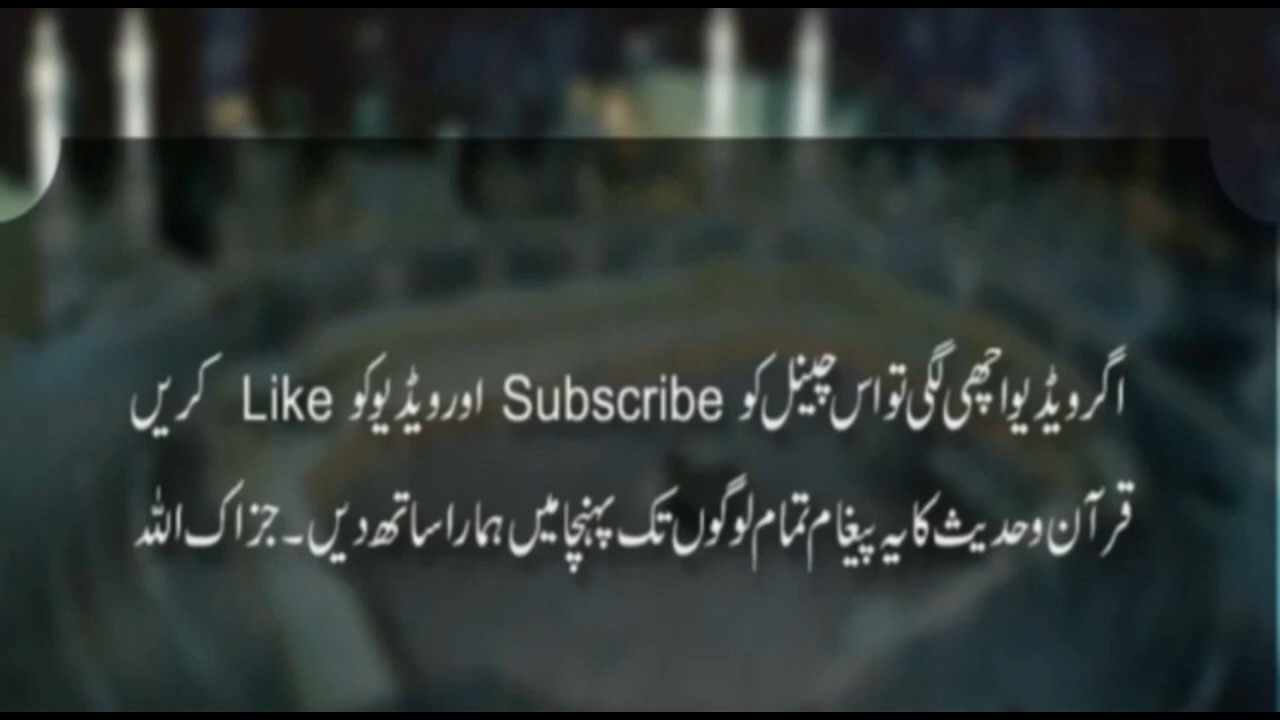 اگر ویڈیو اچھی لگی تو اس چینل کو Subscribe اور ویڈیو کو Like کریں
قرآن و حدیث کا یہ پیغام تمام لوگوں تک پہنچا میں ہمارا ساتھ دیں۔ جزاک اللہ